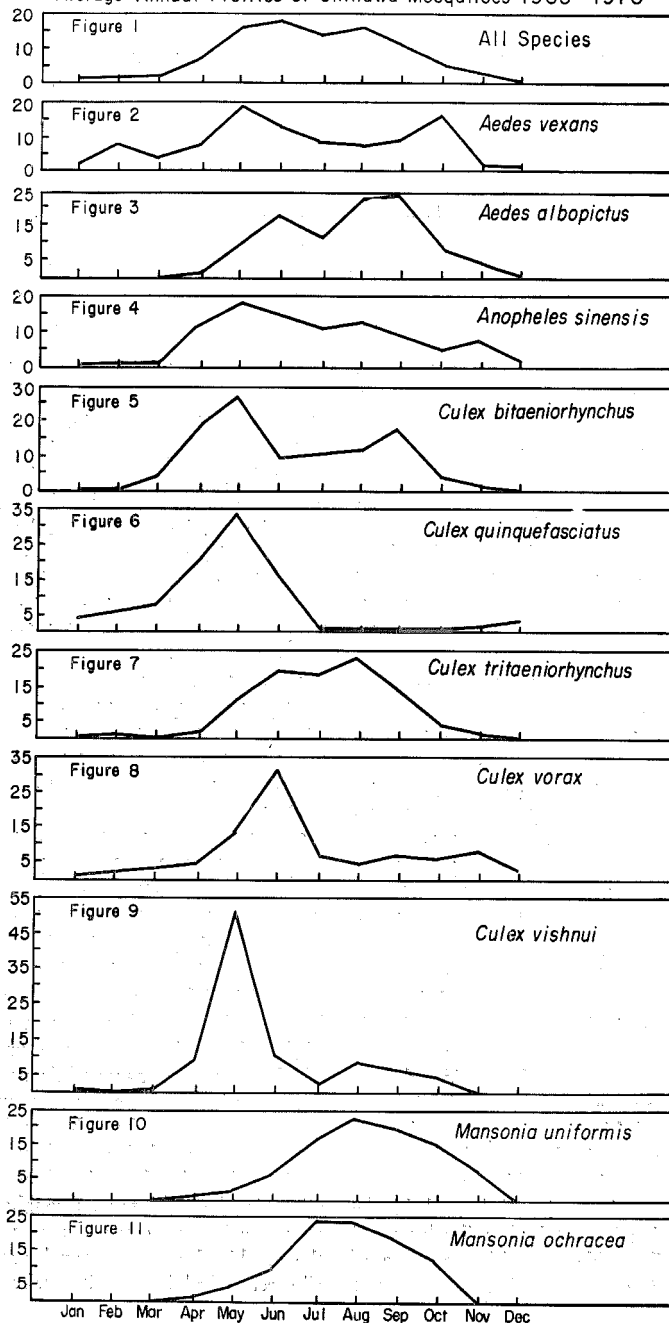 Average Annual Profiles of Okinawa Mosquitoes
Figure 1
All Species
20
10
0
Figure 2
Aedes vexans
20
10
0
Figure 3
Aedes albopictus
25
15
5
Figure 4
Anopheles sinensis
20
10
0
Figure 5
Culex bitaeniorhynchus
30
20
10
0
Figure 6
Culex quinquefasciatus
35
25
15
5
Figure 7
Culex tritaeniorhynchus
25
15
5
Figure 8
Culex vorax
35
25
15
5
Figure 9
Culex vishnui
55
45
35
25
15
5
Figure 10
Mansonia uniformis
25
15
5
Figure 11
Mansonia ochracea
25
15
5
Jan Feb Mar Apr May Jun Jul Aug Sep Oct Nov Dec